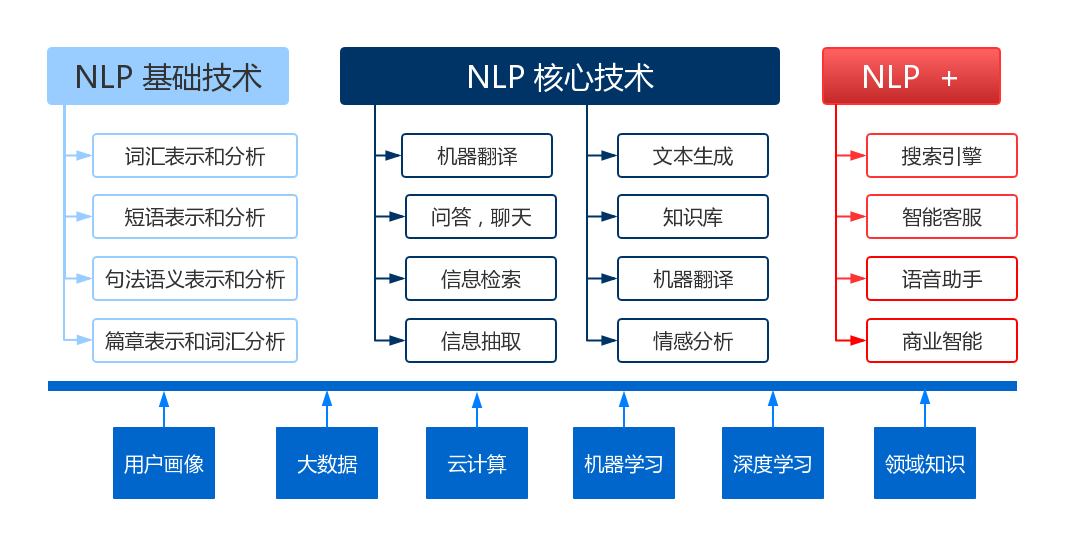 NLP 基础技术
词汇表示和分析
短语表示和分析
句法语义表示和分析
篇章表示和词汇分析
NLP 核心技术
机器翻译
问答，聊天
信息检索
信息抽取
文本生成
知识库
机器翻译
情感分析
NLP +
搜索引擎
智能客服
语音助手
商业智能
用户画像
大数据
云计算
机器学习
深度学习
领域知识